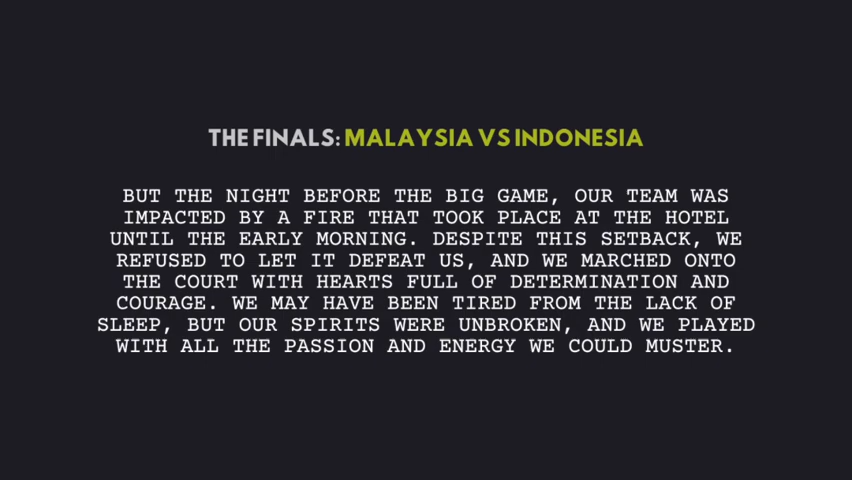 THE FINALS: MALAYSIA VS INDONESIA
BUT THE NIGHT BEFORE THE BIG GAME, OUR TEAM WAS
IMPACTED BY A FIRE THAT TOOK PLACE AT THE HOTEL
UNTIL THE EARLY MORNING. DESPITE THIS SETBACK, WE
REFUSED TO LET IT DEFEAT US, AND WE MARCHED ONTO
THE COURT WITH HEARTS FULL OF DETERMINATION AND
COURAGE. WE MAY HAVE BEEN TIRED FROM THE LACK OF
SLEEP, BUT OUR SPIRITS WERE UNBROKEN, AND WE PLAYED
WITH ALL THE PASSION AND ENERGY WE COULD MUSTER.